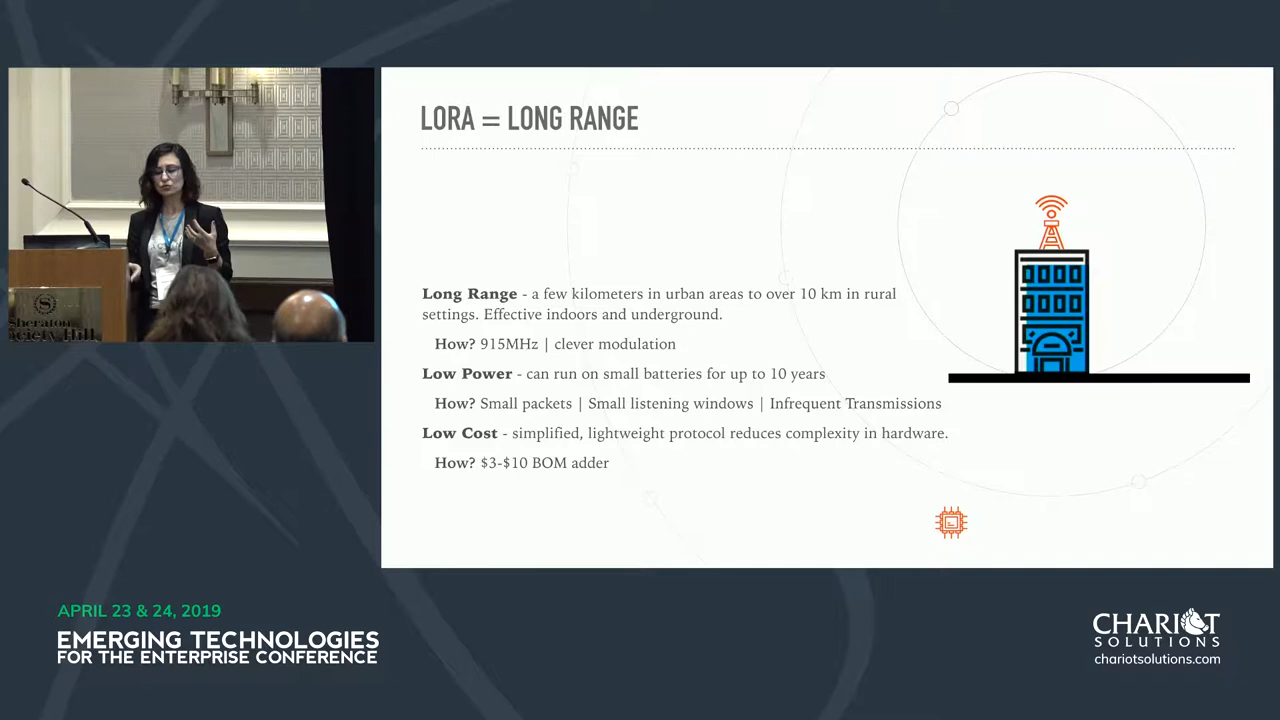 LORA = LONG RANGE
Long Range - a few kilometers in urban areas to over 10 km in rural
settings. Effective indoors and underground.
How? 915MHz | clever modulation
Low Power - can run on small batteries for up to 10 years
How? Small packets | Small listening windows | Infrequent Transmissions
Low Cost - simplified, lightweight protocol reduces complexity in hardware.
How? $3-$10 BOM adder
Sheraton
Society Hill
APRIL 23 & 24, 2019
EMERGING TECHNOLOGIES
FOR THE ENTERPRISE CONFERENCE
CHARIOT
SOLUTIONS
chariotsolutions.com